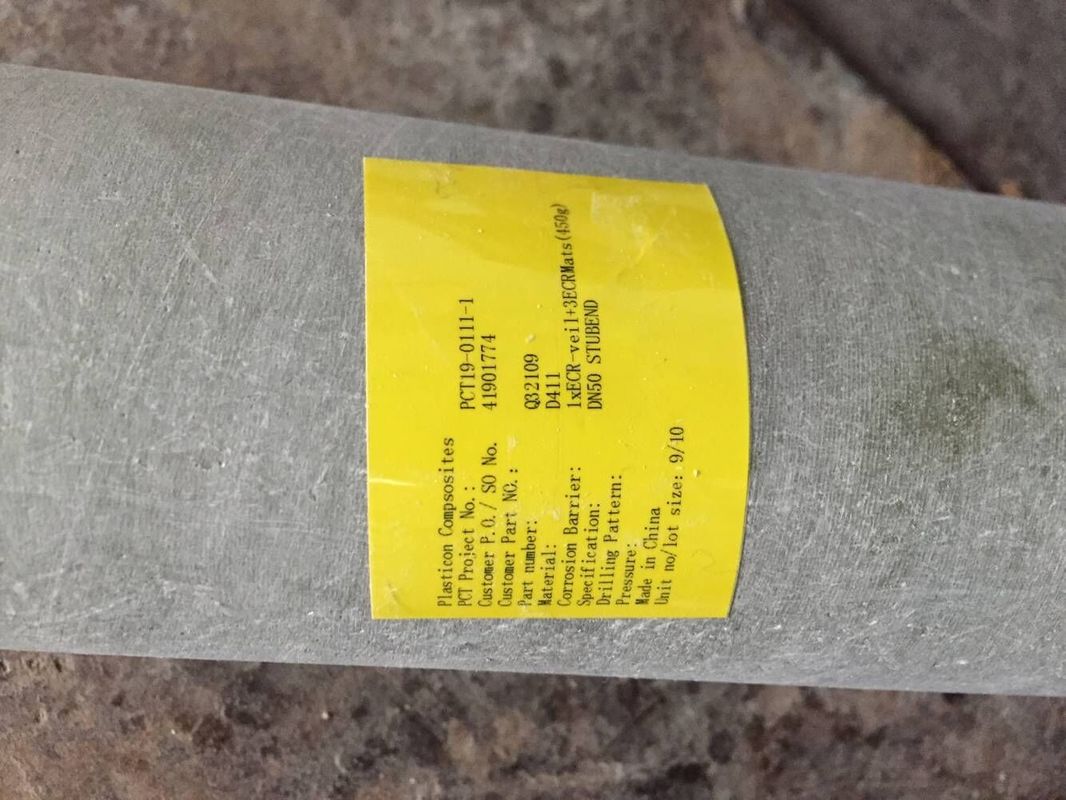 Plasticon Compsosites
PCT Project No.: PCT19-0111-1
Customer P.O./ SO No. 41901774
Customer Part NO.:
Part number: Q32109
Material: D411
Corrosion Barrier: 1xECR-veil+3ECRMats(450g)
Specification: DN50 STUBEND
Drilling Pattern:
Pressure:
Made in China
Unit no/lot size: 9/10